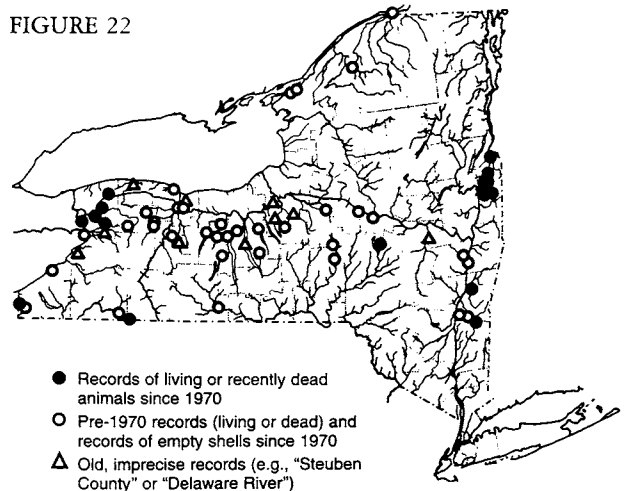 FIGURE 22
Records of living or recently dead
animals since 1970
Pre-1970 records (living or dead) and
records of empty shells since 1970
Old, imprecise records (e.g., "Steuben
County" or "Delaware River")